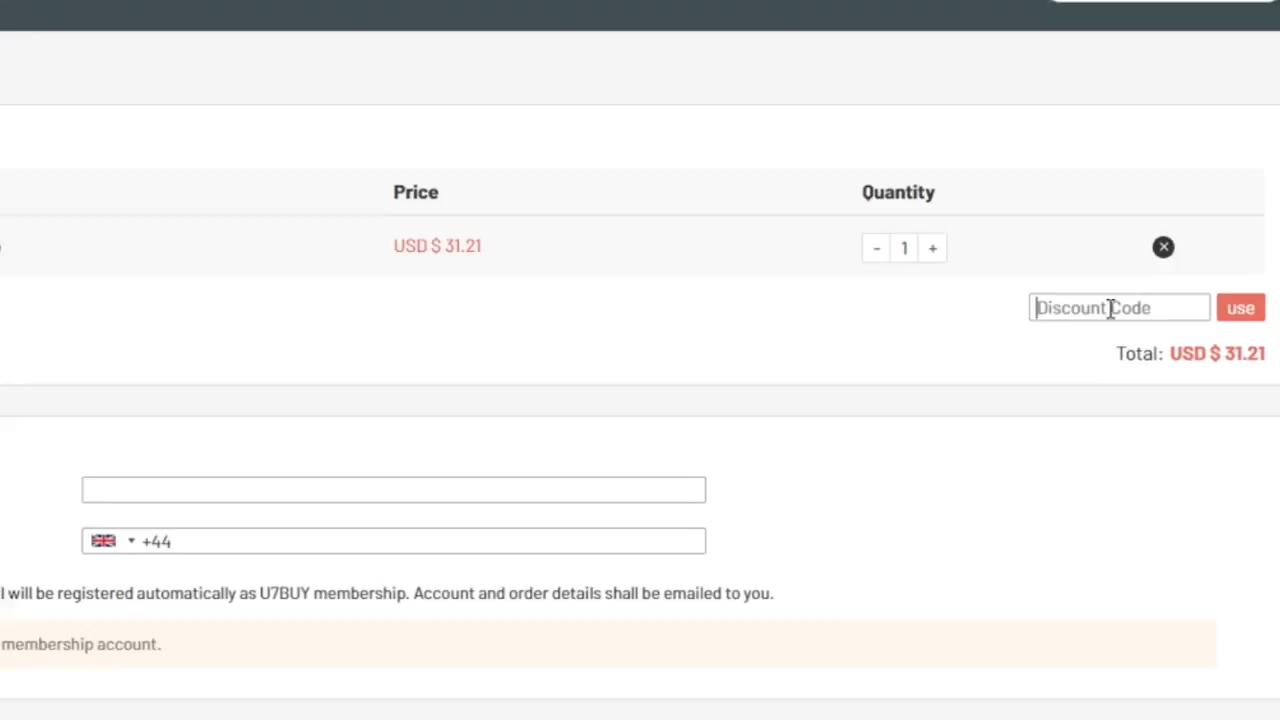 Price Quantity
USD $ 31.21 - 1 +
Discount Code use
Total: USD $ 31.21
+44
will be registered automatically as U7BUY membership. Account and order details shall be emailed to you.
membership account.